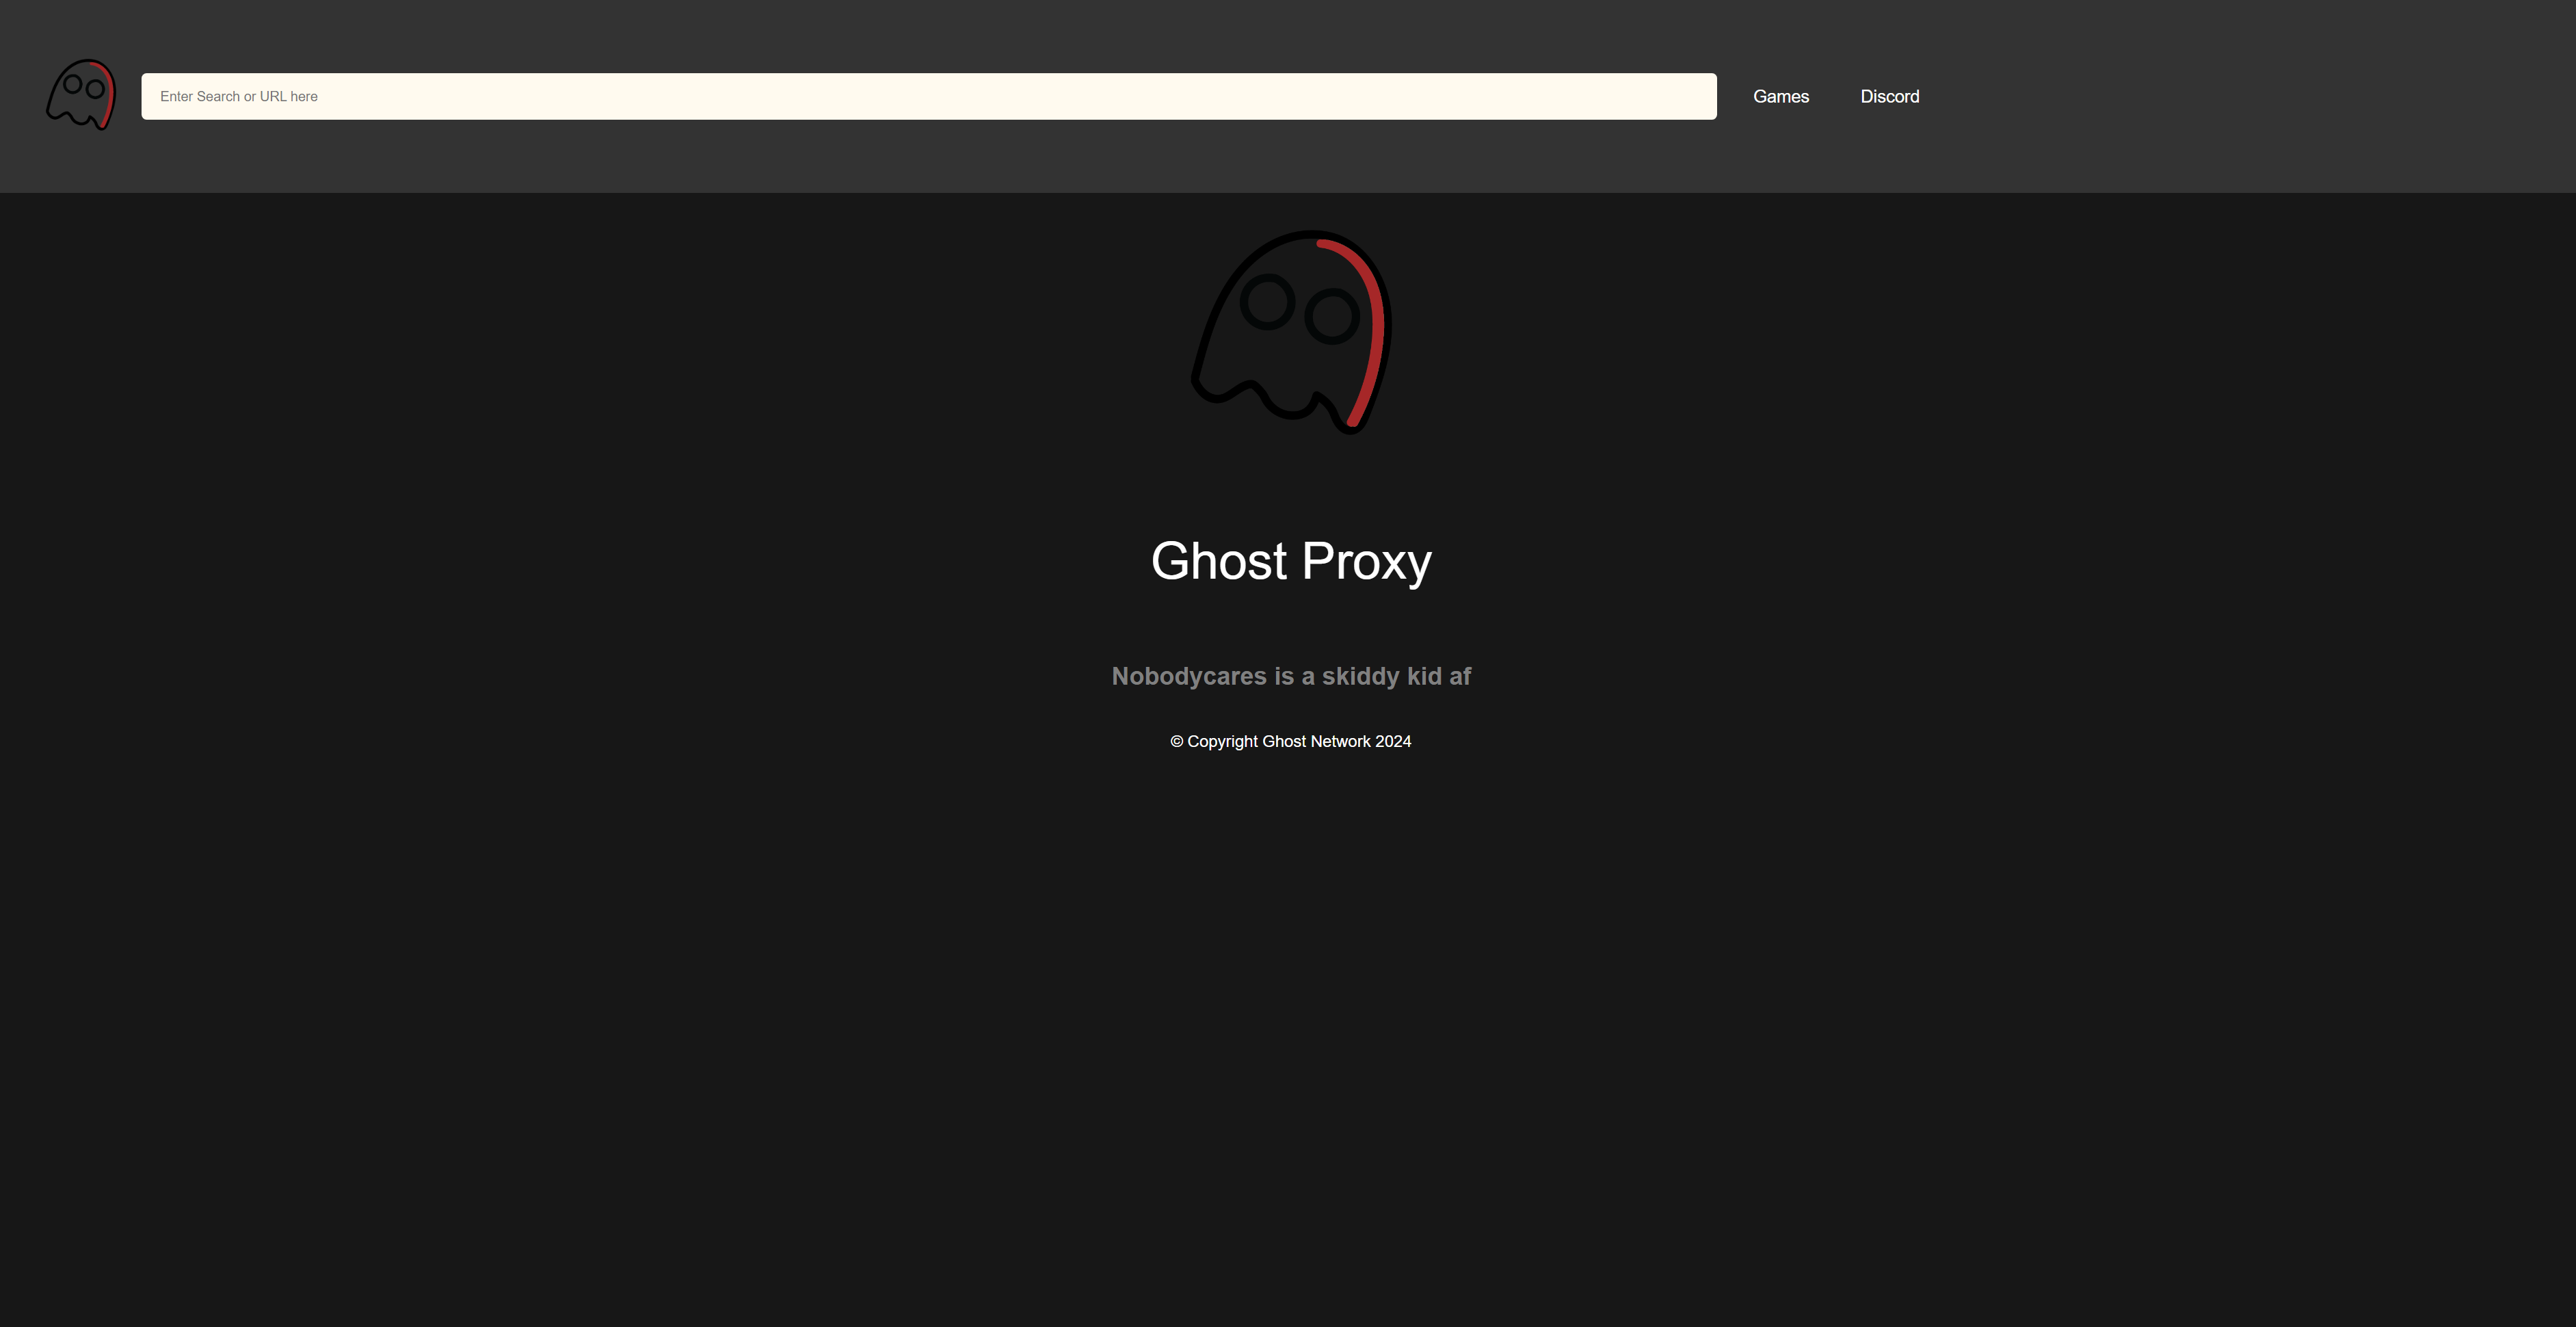 Enter Search or URL here
Games
Discord
Ghost Proxy
Nobodycares is a skiddy kid af
© Copyright Ghost Network 2024